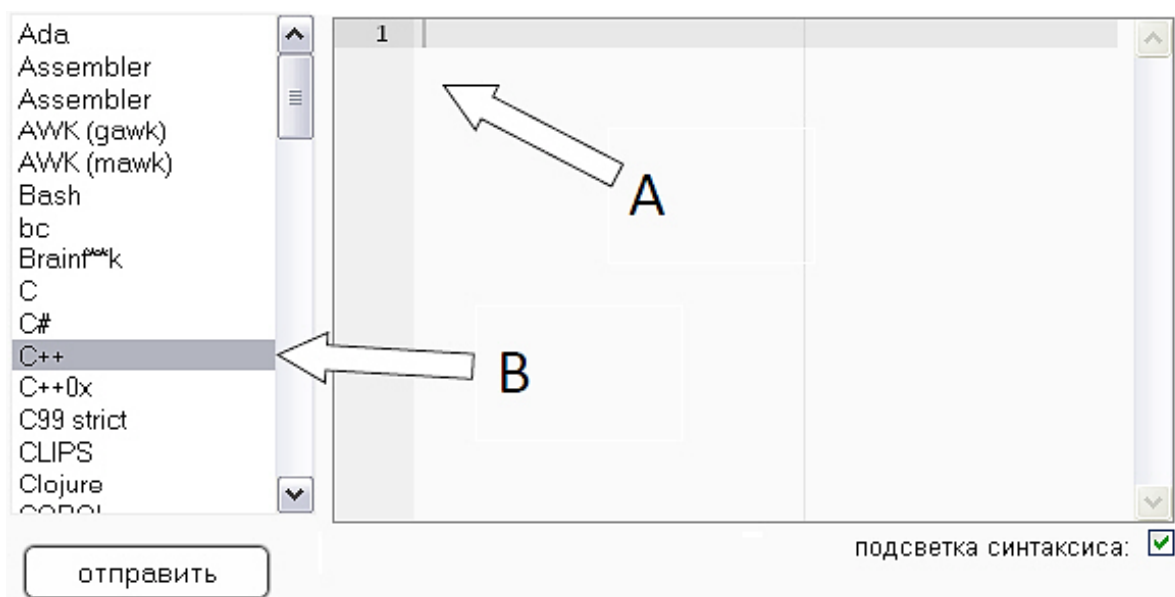 Ada
Assembler
Assembler
AWK (gawk)
AWK (mawk)
Bash
bc
Brainf**k
C
C#
C++
C++0x
C99 strict
CLIPS
Clojure
1
A
B
подсветка синтаксиса:
отправить